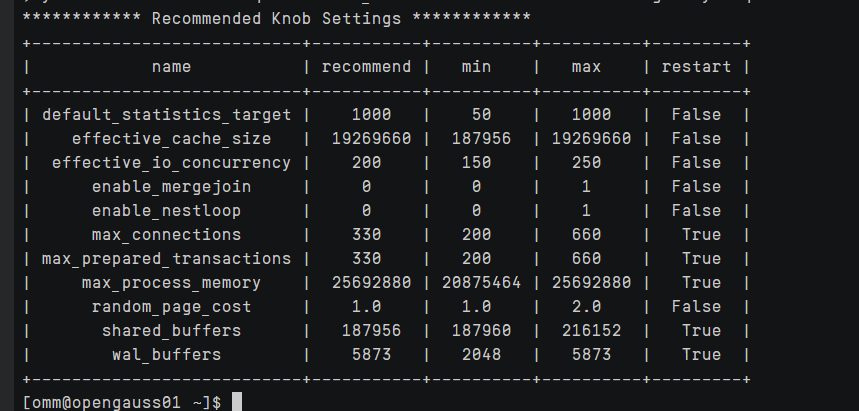 *********** Recommended Knob Settings ************
+---------------------------+-----------+----------+----------+---------+
|            name           | recommend |   min    |   max    | restart |
+---------------------------+-----------+----------+----------+---------+
| default_statistics_target |    1000   |    50    |   1000   |  False  |
|    effective_cache_size   |  19269660 |  187956  | 19269660 |  False  |
|  effective_io_concurrency |    200    |   150    |   250    |  False  |
|      enable_mergejoin     |     0     |    0     |    1     |  False  |
|      enable_nestloop      |     0     |    0     |    1     |  False  |
|      max_connections      |    330    |   200    |   660    |   True  |
| max_prepared_transactions |    330    |   200    |   660    |   True  |
|     max_process_memory    |  25692880 | 20875464 | 25692880 |   True  |
|      random_page_cost     |    1.0    |   1.0    |   2.0    |  False  |
|       shared_buffers      |   187956  |  187960  |  216152  |   True  |
|        wal_buffers        |    5873   |   2048   |   5873   |   True  |
+---------------------------+-----------+----------+----------+---------+
[omm@opengauss01 ~]$